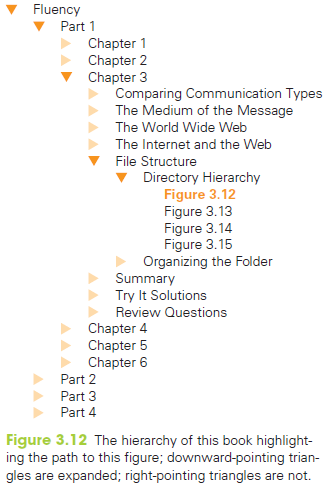 Fluency
Part 1
Chapter 1
Chapter 2
Chapter 3
Comparing Communication Types
The Medium of the Message
The World Wide Web
The Internet and the Web
File Structure
Directory Hierarchy
Figure 3.12
Figure 3.13
Figure 3.14
Figure 3.15
Organizing the Folder
Summary
Try It Solutions
Review Questions
Chapter 4
Chapter 5
Chapter 6
Part 2
Part 3
Part 4
Figure 3.12 The hierarchy of this book highlight-
ing the path to this figure; downward-pointing trian-
gles are expanded; right-pointing triangles are not.